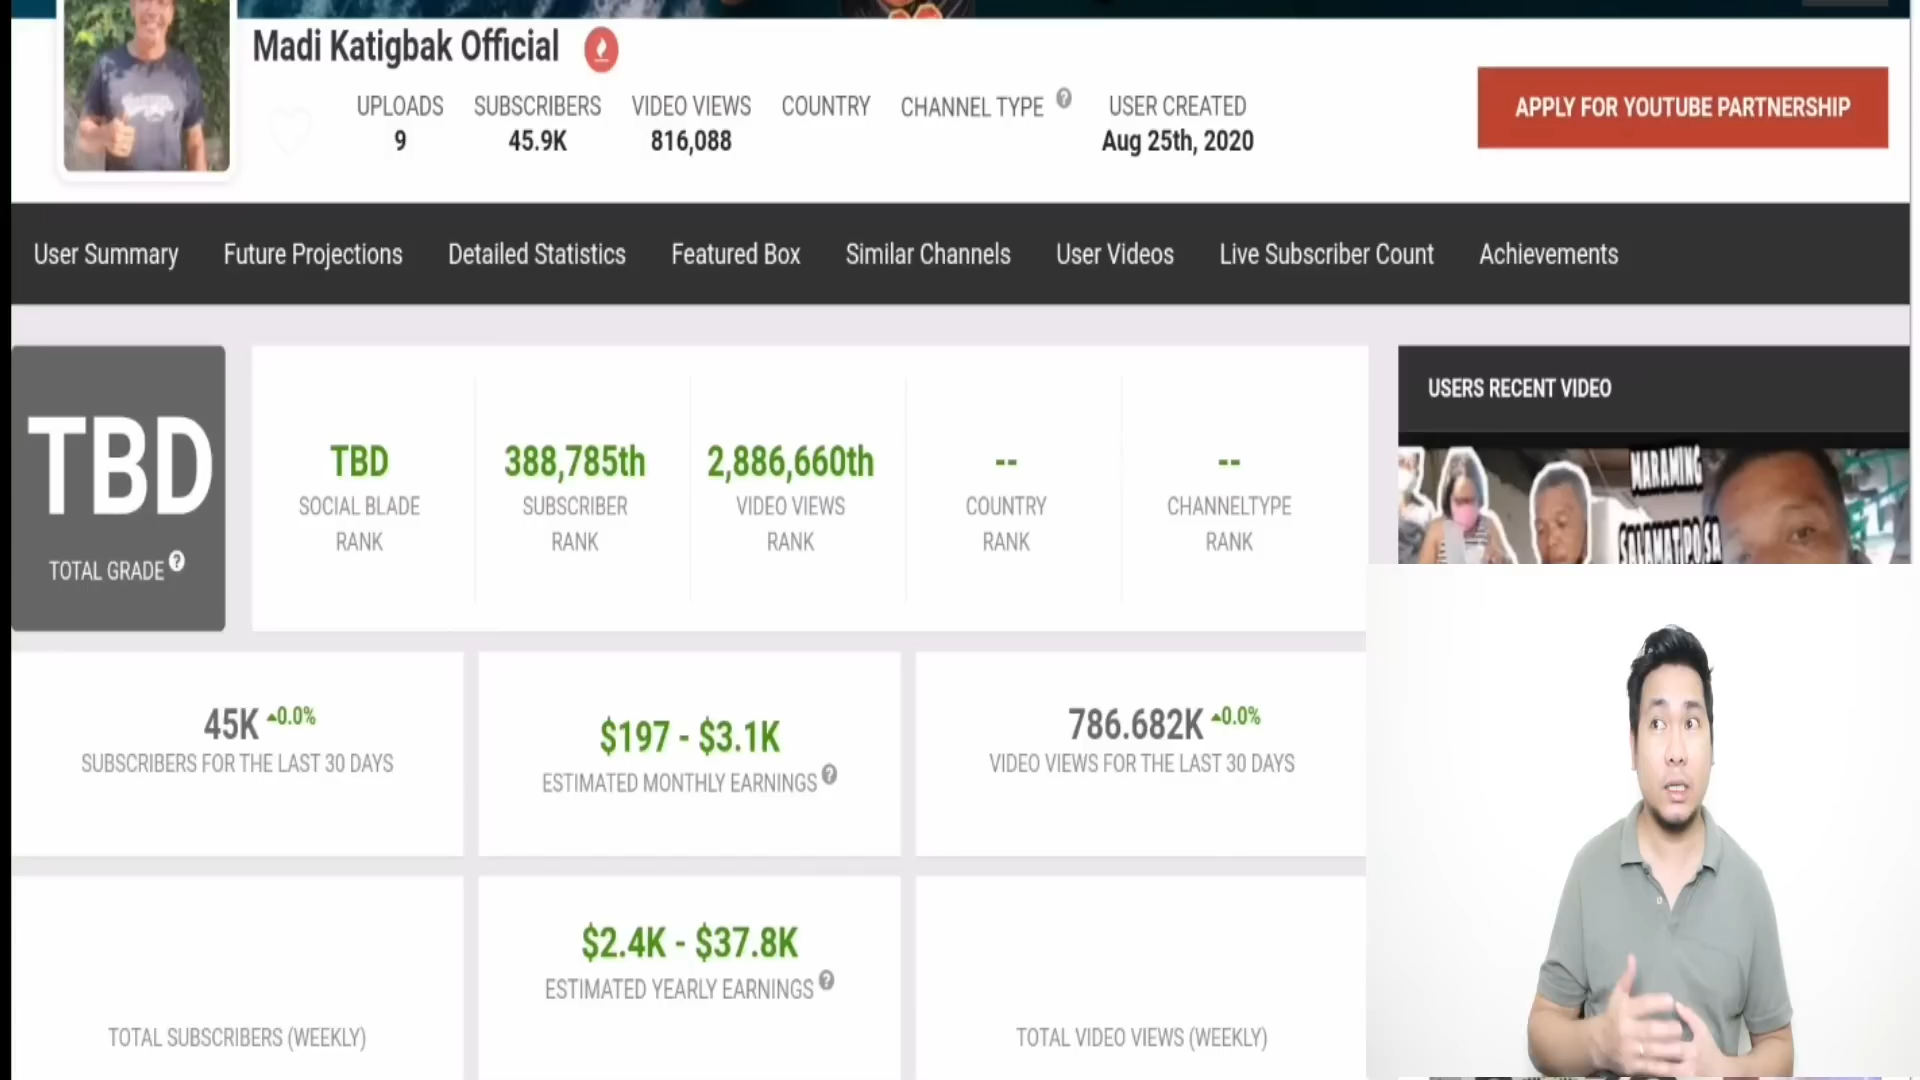 Madi Katigbak Official
UPLOADS
9
SUBSCRIBERS
45.9K
VIDEO VIEWS
816,088
COUNTRY
CHANNEL TYPE ?
USER CREATED
Aug 25th, 2020
APPLY FOR YOUTUBE PARTNERSHIP
User Summary
Future Projections
Detailed Statistics
Featured Box
Similar Channels
User Videos
Live Subscriber Count
Achievements
TBD
TOTAL GRADE ?
TBD
SOCIAL BLADE
RANK
388,785th
SUBSCRIBER
RANK
2,886,660th
VIDEO VIEWS
RANK
--
COUNTRY
RANK
--
CHANNELTYPE
RANK
USERS RECENT VIDEO
MARAMING
SALAMAT PO SA
45K 0.0%
SUBSCRIBERS FOR THE LAST 30 DAYS
$197 - $3.1K
ESTIMATED MONTHLY EARNINGS ?
786.682K 0.0%
VIDEO VIEWS FOR THE LAST 30 DAYS
TOTAL SUBSCRIBERS (WEEKLY)
$2.4K - $37.8K
ESTIMATED YEARLY EARNINGS ?
TOTAL VIDEO VIEWS (WEEKLY)